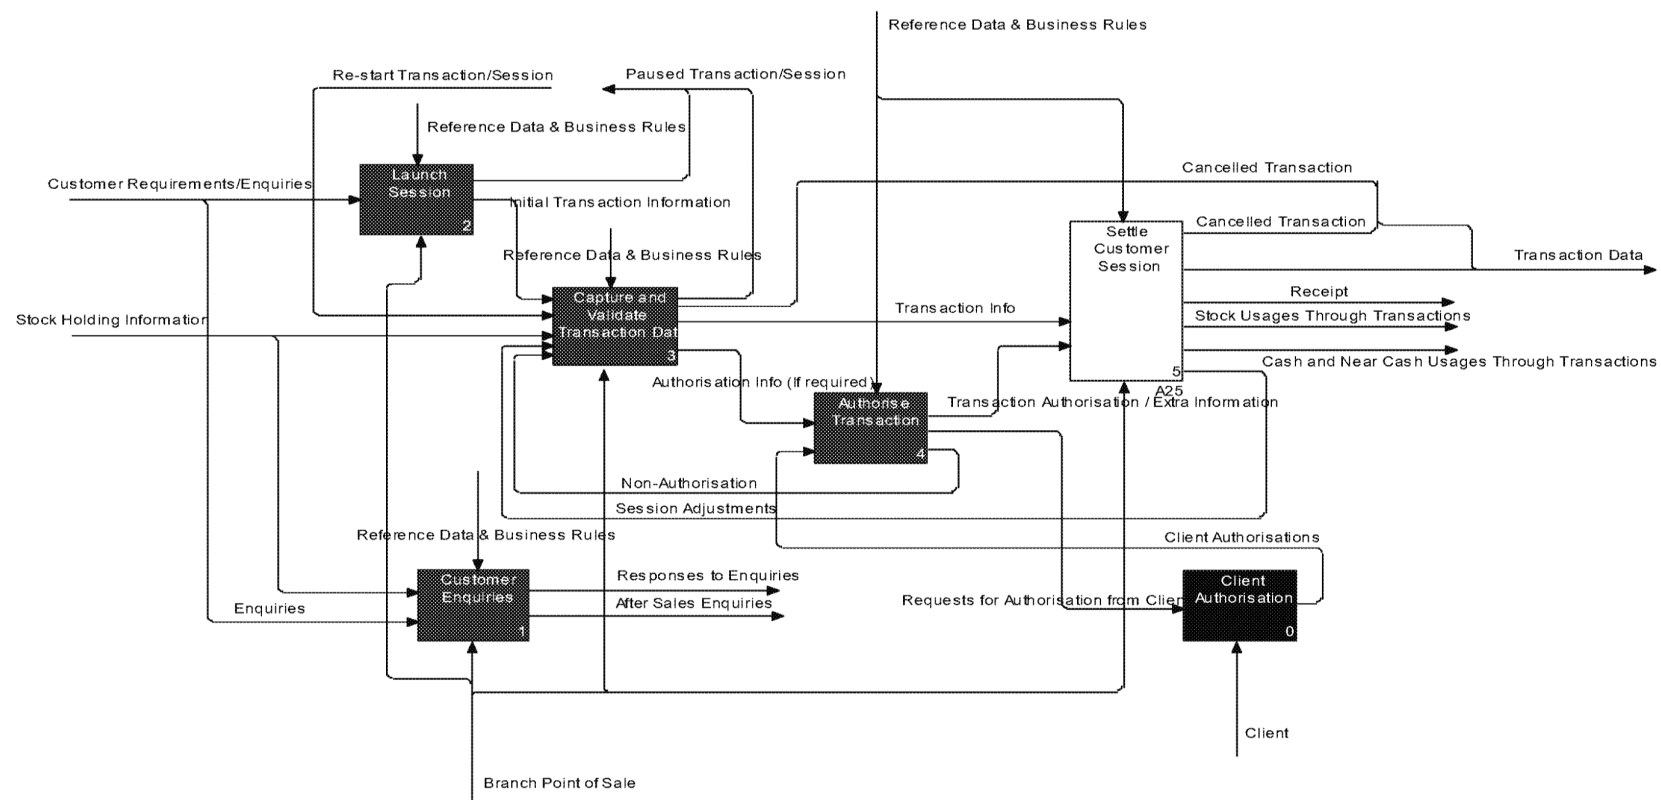 Reference Data & Business Rules
Re-start Transaction/Session
Paused Transaction/Session
Reference Data & Business Rules
Cancelled Transaction
Launch
Session
2
Customer Requirements/Enquiries
Initial Transaction Information
Cancelled Transaction
Settle
Customer
Session
5
A25
Reference Data & Business Rules
Transaction Data
Capture and
Validate
Transaction Dat
3
Receipt
Transaction Info
Stock Holding Information
Stock Usages Through Transactions
Cash and Near Cash Usages Through Transactions
Authorisation Info (If required)
Authorise
Transaction
4
Transaction Authorisation / Extra Information
Non-Authorisation
Session Adjustments
Reference Data & Business Rules
Client Authorisations
Customer
Enquiries
1
Responses to Enquiries
After Sales Enquiries
Enquiries
Requests for Authorisation from Clien
Client
Authorisation
0
Client
Branch Point of Sale